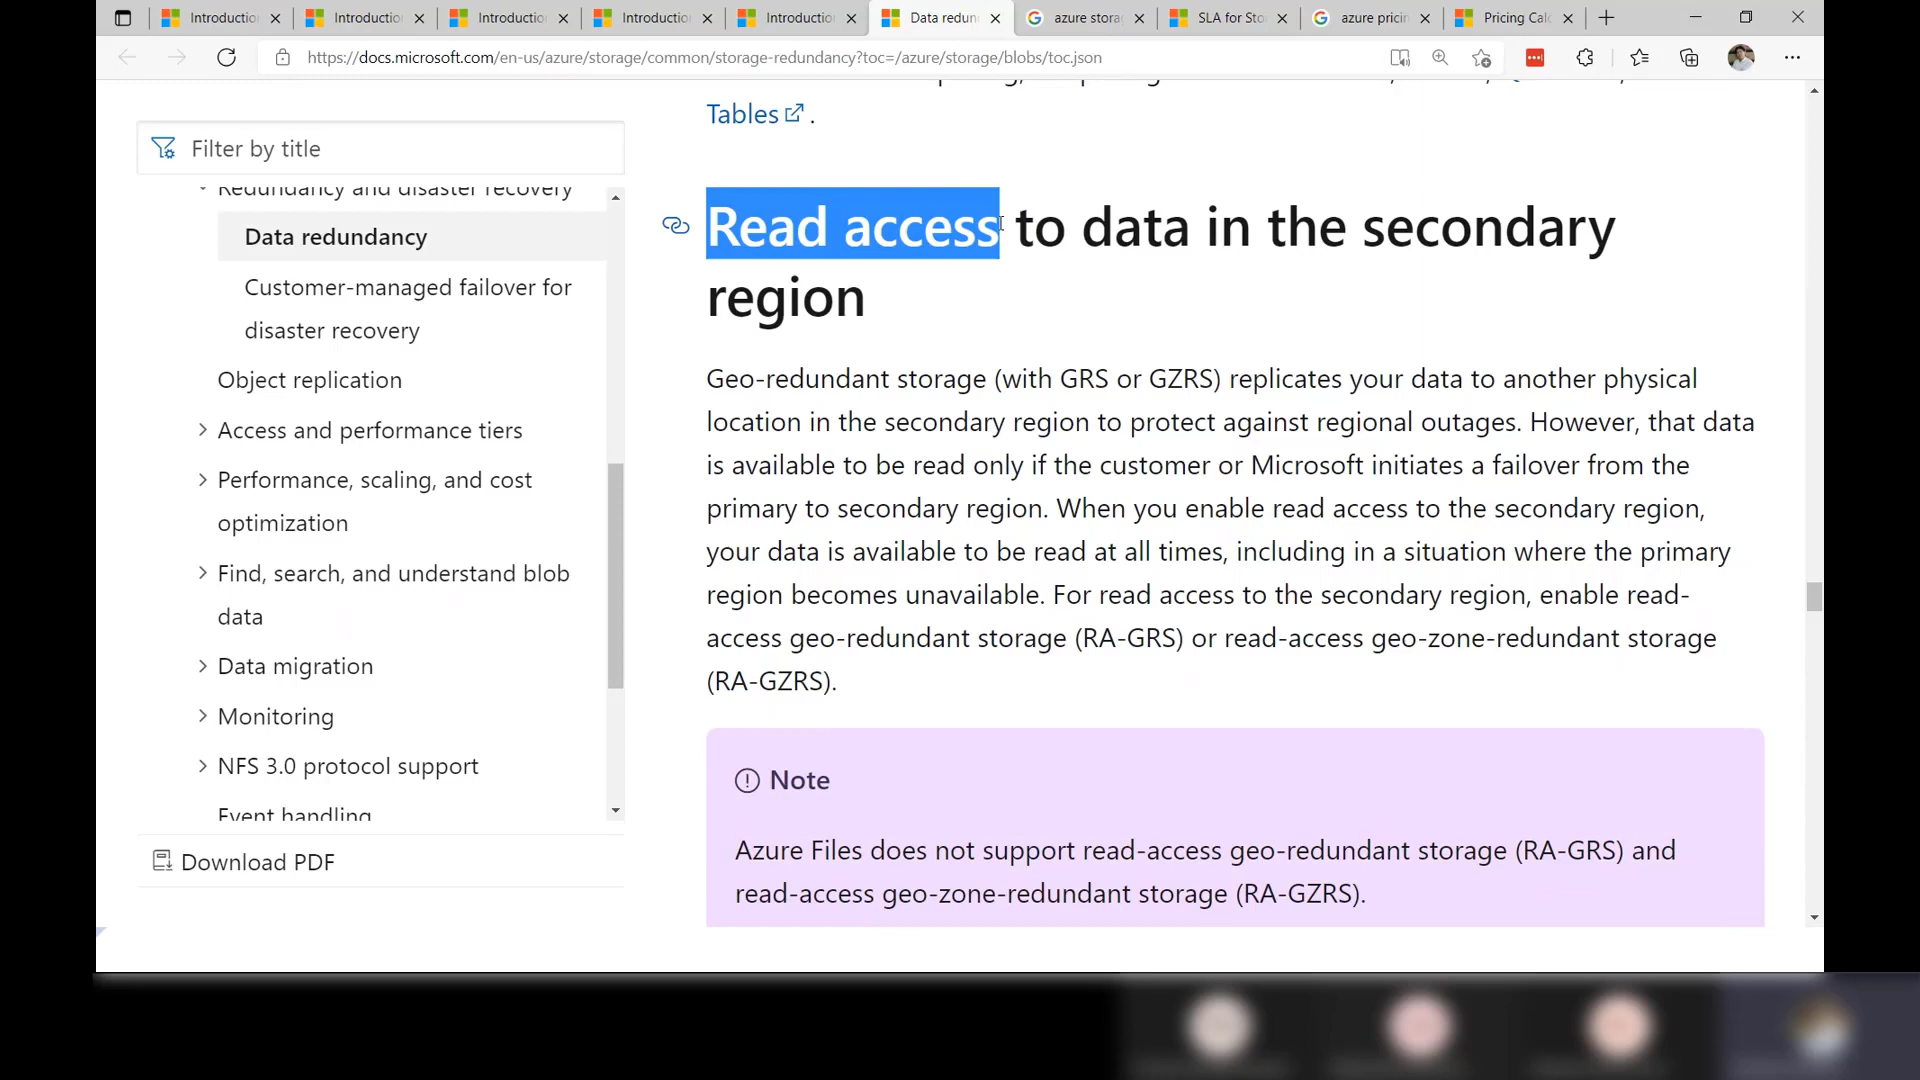 Introductio
Introductio
Introductio
Introductio
Introductio
Data redun
azure stora
SLA for Sto
azure pricin
Pricing Calc
https://docs.microsoft.com/en-us/azure/storage/common/storage-redundancy?toc=/azure/storage/blobs/toc.json
Filter by title
Redundancy and disaster recovery
Data redundancy
Customer-managed failover for
disaster recovery
Object replication
Access and performance tiers
Performance, scaling, and cost
optimization
Find, search, and understand blob
data
Data migration
Monitoring
NFS 3.0 protocol support
Event handling
Download PDF
Tables .
Read access to data in the secondary
region
Geo-redundant storage (with GRS or GZRS) replicates your data to another physical
location in the secondary region to protect against regional outages. However, that data
is available to be read only if the customer or Microsoft initiates a failover from the
primary to secondary region. When you enable read access to the secondary region,
your data is available to be read at all times, including in a situation where the primary
region becomes unavailable. For read access to the secondary region, enable read-
access geo-redundant storage (RA-GRS) or read-access geo-zone-redundant storage
(RA-GZRS).
Note
Azure Files does not support read-access geo-redundant storage (RA-GRS) and
read-access geo-zone-redundant storage (RA-GZRS).